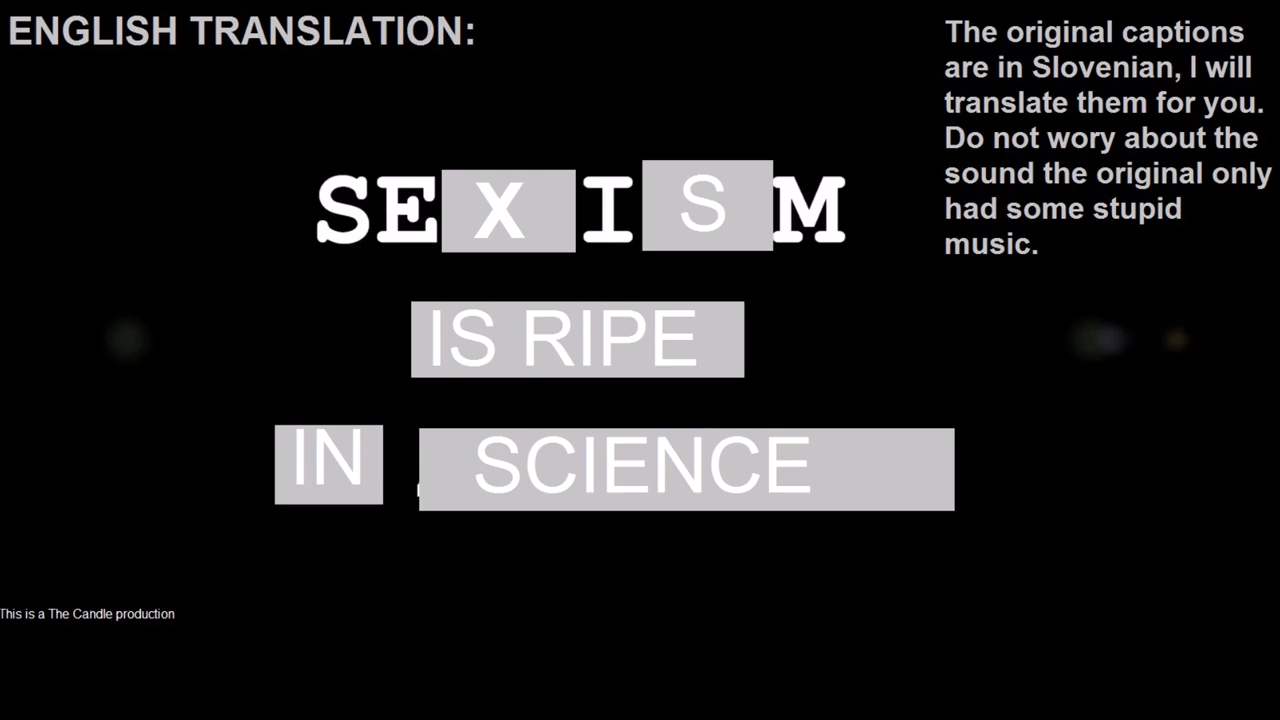 ENGLISH TRANSLATION:
The original captions
are in Slovenian, I will
translate them for you.
Do not wory about the
sound the original only
had some stupid
music.
SEXISM
IS RIPE
IN SCIENCE
This is a The Candle production